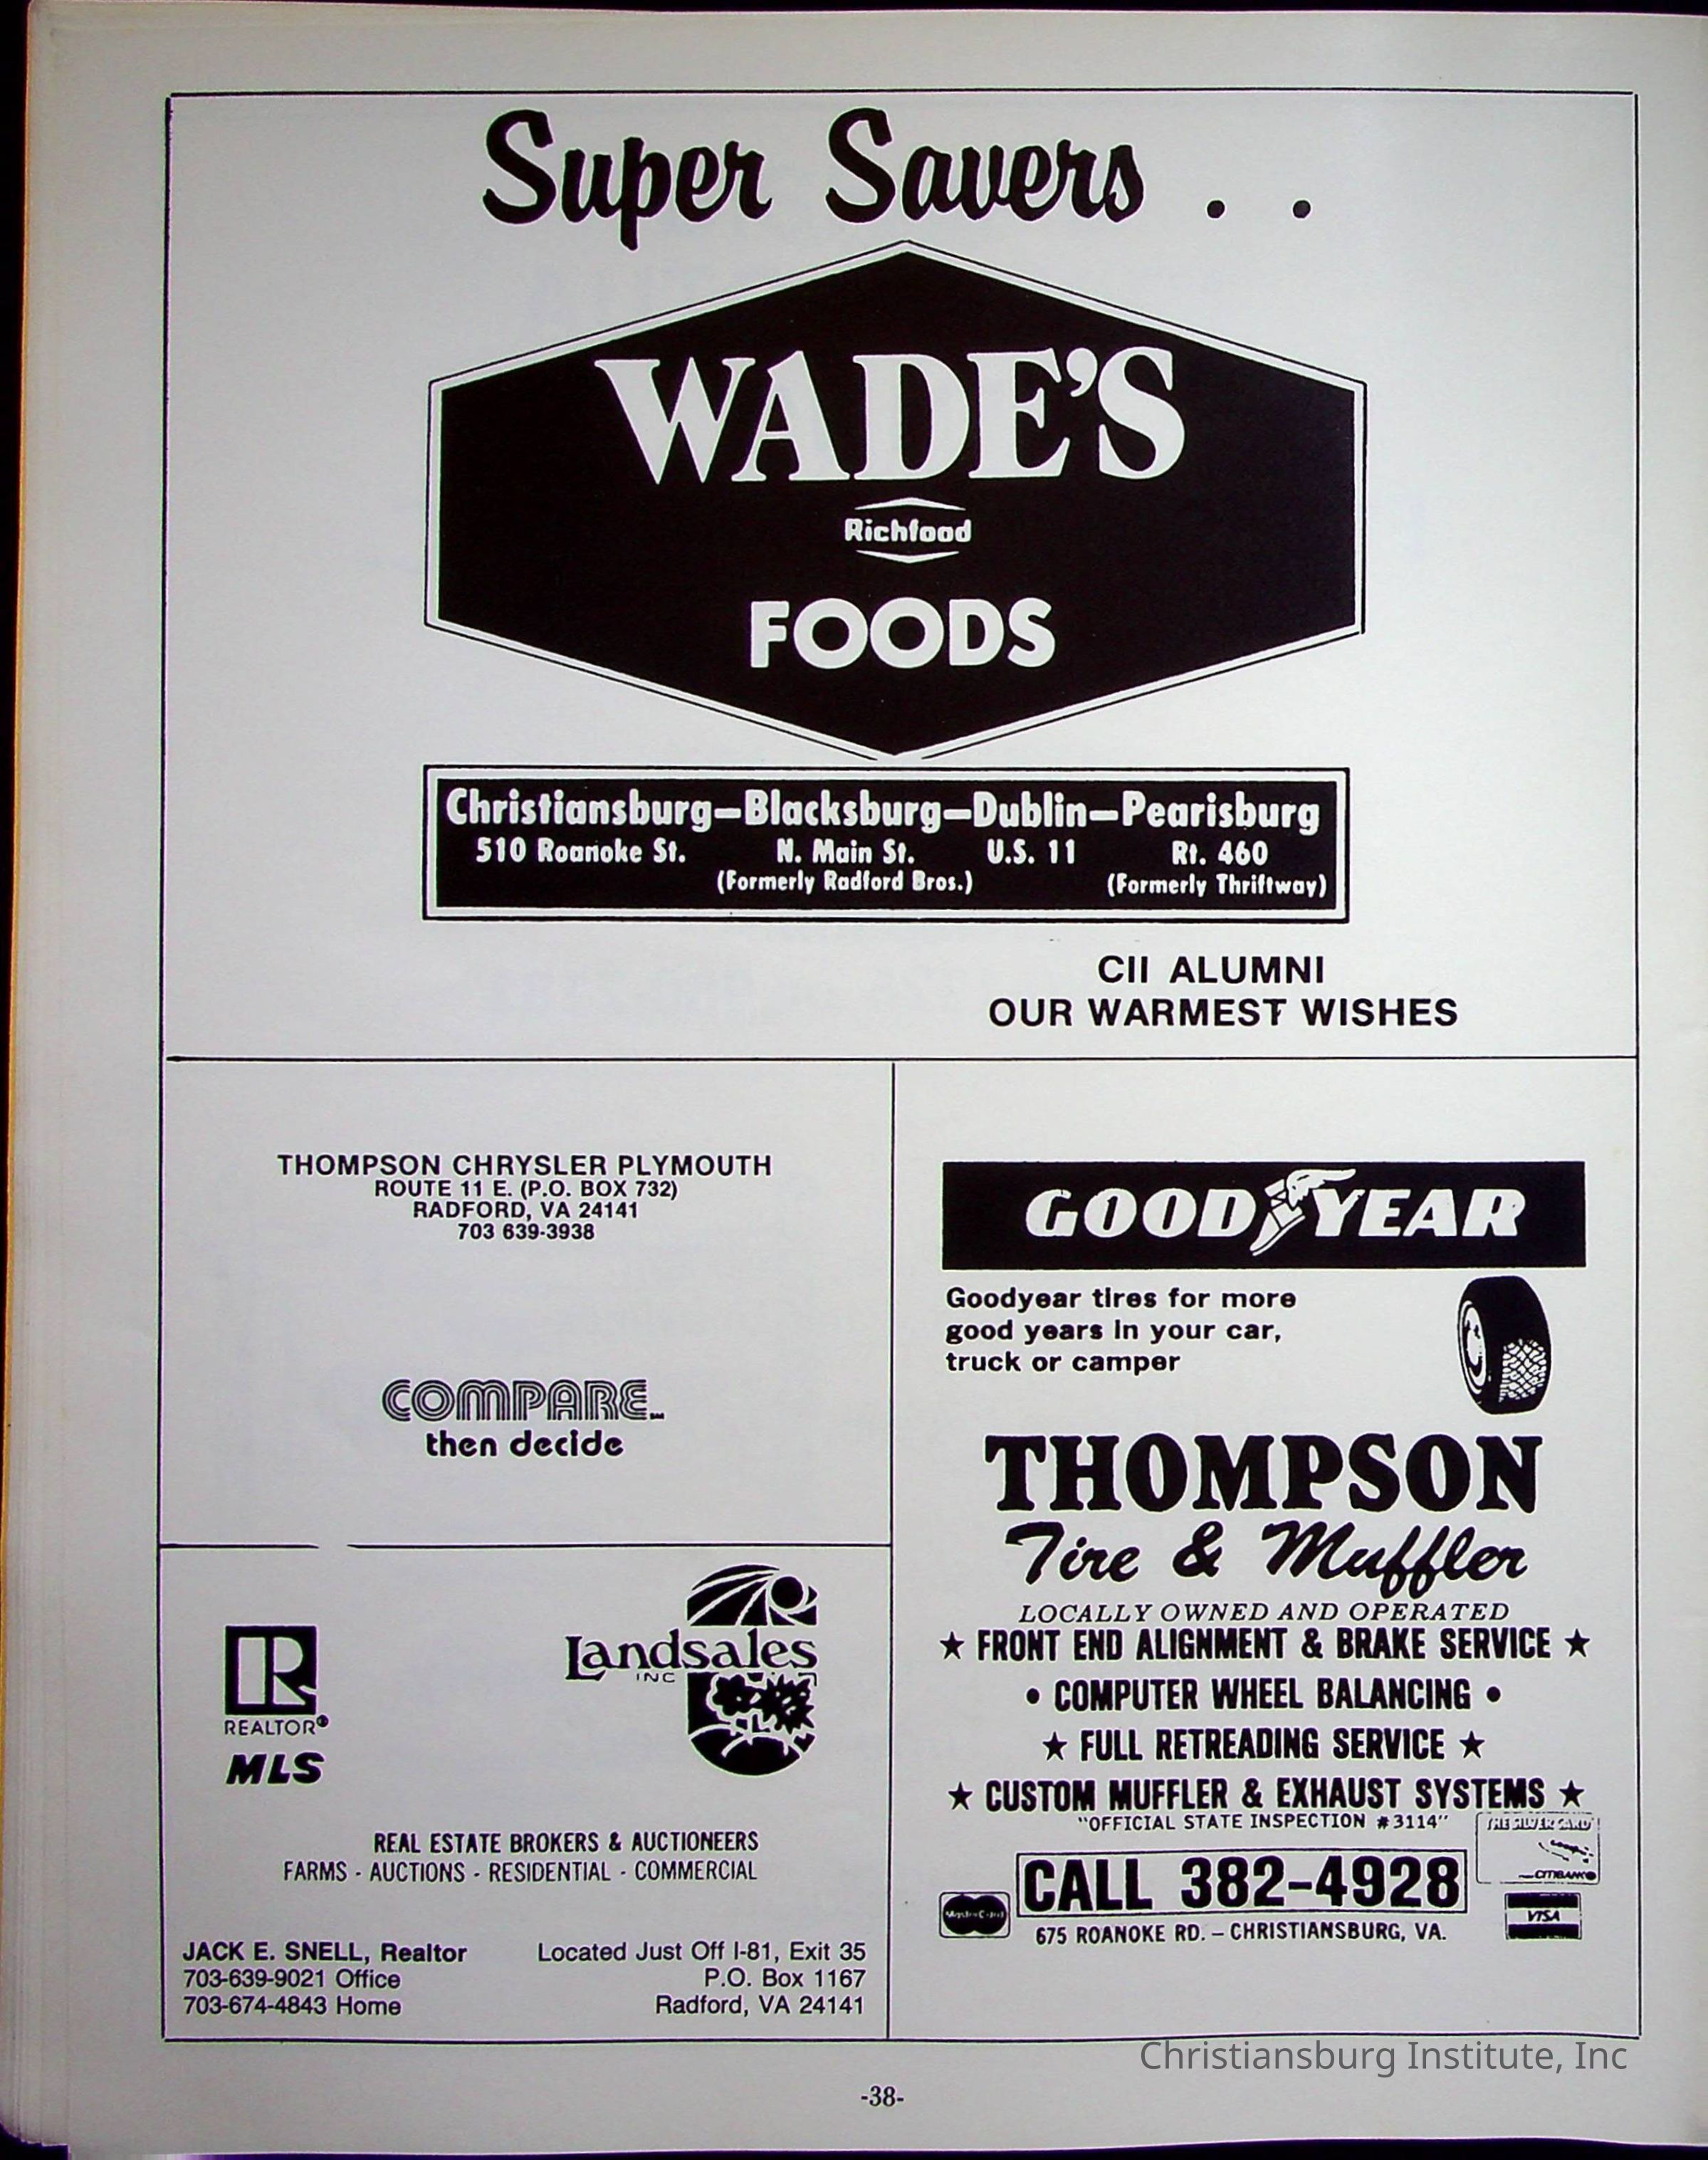 Super Savers . .
WADE'S
Richfood
FOODS
Christiansburg—Blacksburg—Dublin—Pearisburg
510 Roanoke St. N. Main St. U.S. 11 Rt. 460
(Formerly Radford Bros.) (Formerly Thriftway)
CII ALUMNI
OUR WARMEST WISHES
THOMPSON CHRYSLER PLYMOUTH
ROUTE 11 E. (P.O. BOX 732)
RADFORD, VA 24141
703 639-3938
COMPARE...
then decide
REALTOR®
MLS
Landsales
INC
REAL ESTATE BROKERS & AUCTIONEERS
FARMS - AUCTIONS - RESIDENTIAL - COMMERCIAL
JACK E. SNELL, Realtor
703-639-9021 Office
703-674-4843 Home
Located Just Off I-81, Exit 35
P.O. Box 1167
Radford, VA 24141
GOODYEAR
Goodyear tires for more
good years in your car,
truck or camper
THOMPSON
Tire & Muffler
LOCALLY OWNED AND OPERATED
★ FRONT END ALIGNMENT & BRAKE SERVICE ★
• COMPUTER WHEEL BALANCING •
★ FULL RETREADING SERVICE ★
★ CUSTOM MUFFLER & EXHAUST SYSTEMS ★
"OFFICIAL STATE INSPECTION #3114"
THE SILVER CARD
CITIBANK
CALL 382-4928
MasterCard
VISA
675 ROANOKE RD. – CHRISTIANSBURG, VA.
Christiansburg Institute, Inc
-38-